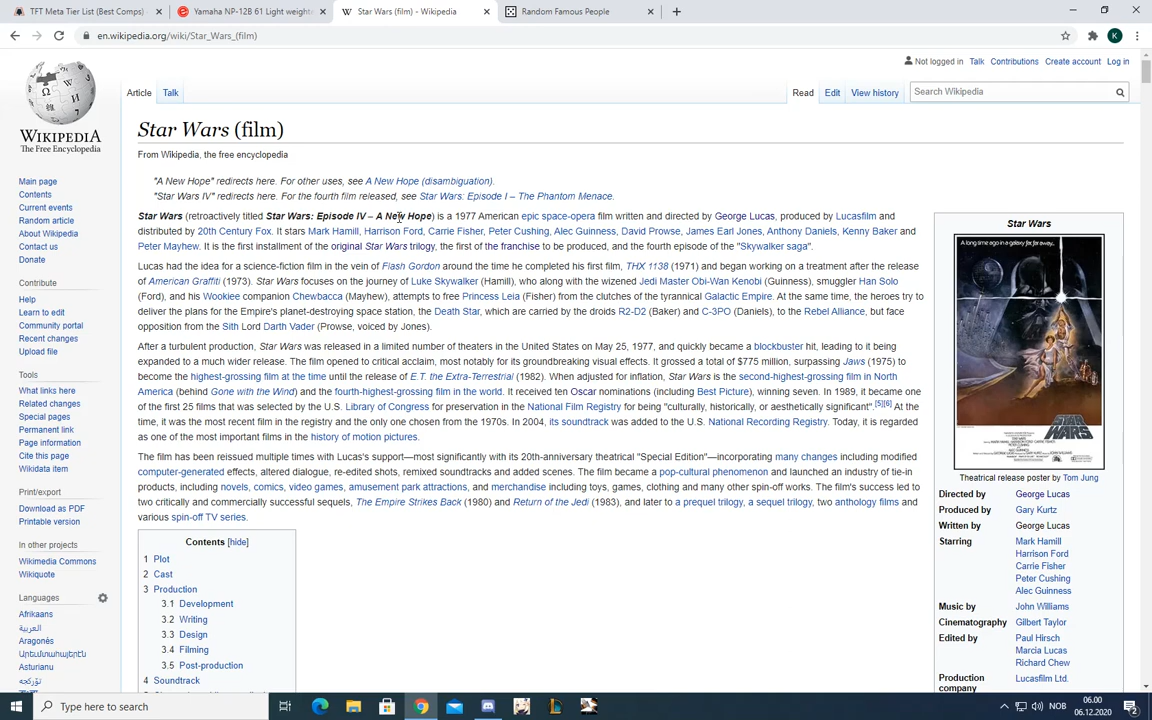 TFT Meta Tier List (Best Comps)
Yamaha NP-12B 61 Light weight
Star Wars (film) - Wikipedia
Random Famous People
en.wikipedia.org/wiki/Star_Wars_(film)
Not logged in Talk Contributions Create account Log in
WIKIPEDIA
The Free Encyclopedia
Article Talk
Read Edit View history Search Wikipedia
Main page
Contents
Current events
Random article
About Wikipedia
Contact us
Donate
Contribute
Help
Learn to edit
Community portal
Recent changes
Upload file
Tools
What links here
Related changes
Special pages
Permanent link
Page information
Cite this page
Wikidata item
Print/export
Download as PDF
Printable version
In other projects
Wikimedia Commons
Wikiquote
Languages
Afrikaans
العربية
Aragonés
Արեւմտահայերէն
Asturianu
تۆرکجه
Star Wars (film)
From Wikipedia, the free encyclopedia
"A New Hope" redirects here. For other uses, see A New Hope (disambiguation).
"Star Wars IV" redirects here. For the fourth film released, see Star Wars: Episode I – The Phantom Menace.
Star Wars (retroactively titled Star Wars: Episode IV – A New Hope) is a 1977 American epic space-opera film written and directed by George Lucas, produced by Lucasfilm and
distributed by 20th Century Fox. It stars Mark Hamill, Harrison Ford, Carrie Fisher, Peter Cushing, Alec Guinness, David Prowse, James Earl Jones, Anthony Daniels, Kenny Baker and
Peter Mayhew. It is the first installment of the original Star Wars trilogy, the first of the franchise to be produced, and the fourth episode of the "Skywalker saga".
Lucas had the idea for a science-fiction film in the vein of Flash Gordon around the time he completed his first film, THX 1138 (1971) and began working on a treatment after the release
of American Graffiti (1973). Star Wars focuses on the journey of Luke Skywalker (Hamill), who along with the wizened Jedi Master Obi-Wan Kenobi (Guinness), smuggler Han Solo
(Ford), and his Wookiee companion Chewbacca (Mayhew), attempts to free Princess Leia (Fisher) from the clutches of the tyrannical Galactic Empire. At the same time, the heroes try to
deliver the plans for the Empire's planet-destroying space station, the Death Star, which are carried by the droids R2-D2 (Baker) and C-3PO (Daniels), to the Rebel Alliance, but face
opposition from the Sith Lord Darth Vader (Prowse, voiced by Jones).
After a turbulent production, Star Wars was released in a limited number of theaters in the United States on May 25, 1977, and quickly became a blockbuster hit, leading to it being
expanded to a much wider release. The film opened to critical acclaim, most notably for its groundbreaking visual effects. It grossed a total of $775 million, surpassing Jaws (1975) to
become the highest-grossing film at the time until the release of E.T. the Extra-Terrestrial (1982). When adjusted for inflation, Star Wars is the second-highest-grossing film in North
America (behind Gone with the Wind) and the fourth-highest-grossing film in the world. It received ten Oscar nominations (including Best Picture), winning seven. In 1989, it became one
of the first 25 films that was selected by the U.S. Library of Congress for preservation in the National Film Registry for being "culturally, historically, or aesthetically significant".[5][6] At the
time, it was the most recent film in the registry and the only one chosen from the 1970s. In 2004, its soundtrack was added to the U.S. National Recording Registry. Today, it is regarded
as one of the most important films in the history of motion pictures.
The film has been reissued multiple times with Lucas's support—most significantly with its 20th-anniversary theatrical "Special Edition"—incorporating many changes including modified
computer-generated effects, altered dialogue, re-edited shots, remixed soundtracks and added scenes. The film became a pop-cultural phenomenon and launched an industry of tie-in
products, including novels, comics, video games, amusement park attractions, and merchandise including toys, games, clothing and many other spin-off works. The film's success led to
two critically and commercially successful sequels, The Empire Strikes Back (1980) and Return of the Jedi (1983), and later to a prequel trilogy, a sequel trilogy, two anthology films and
various spin-off TV series.
Contents [hide]
1 Plot
2 Cast
3 Production
3.1 Development
3.2 Writing
3.3 Design
3.4 Filming
3.5 Post-production
4 Soundtrack
Star Wars
A long time ago in a galaxy far, far away...
STAR WARS
Theatrical release poster by Tom Jung
Directed by George Lucas
Produced by Gary Kurtz
Written by George Lucas
Starring Mark Hamill
Harrison Ford
Carrie Fisher
Peter Cushing
Alec Guinness
Music by John Williams
Cinematography Gilbert Taylor
Edited by Paul Hirsch
Marcia Lucas
Richard Chew
Production Lucasfilm Ltd.
company
Type here to search
NOB
06.00
06.12.2020
2